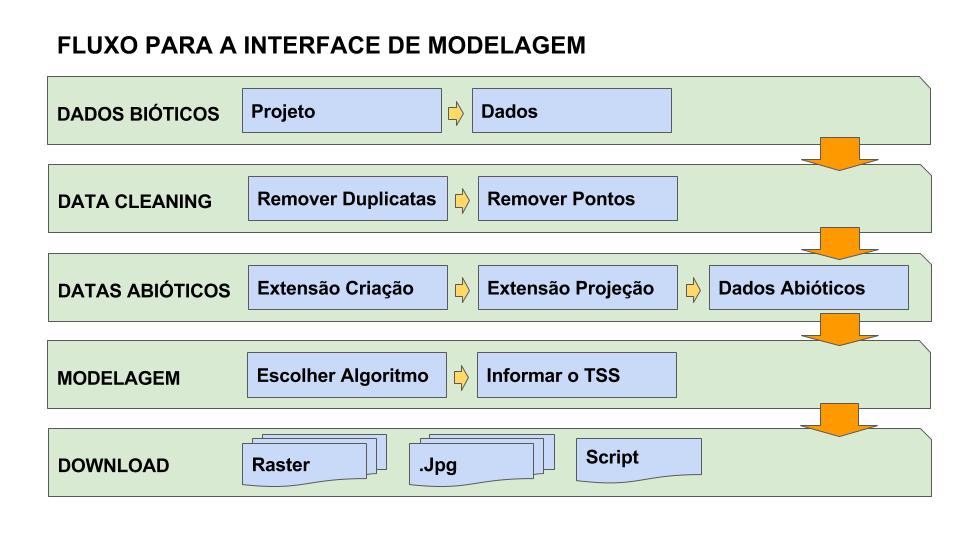 FLUXO PARA A INTERFACE DE MODELAGEM
DADOS BIÓTICOS
Projeto
Dados
DATA CLEANING
Remover Duplicatas
Remover Pontos
DATAS ABIÓTICOS
Extensão Criação
Extensão Projeção
Dados Abióticos
MODELAGEM
Escolher Algoritmo
Informar o TSS
DOWNLOAD
Raster
.Jpg
Script